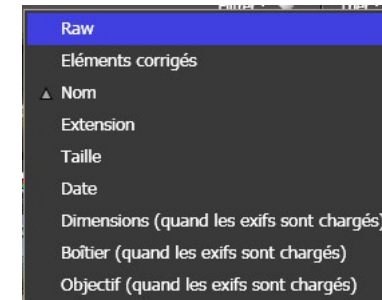 Raw
Eléments corrigés
Nom
Extension
Taille
Date
Dimensions (quand les exifs sont chargés)
Boîtier (quand les exifs sont chargés)
Objectif (quand les exifs sont chargés)